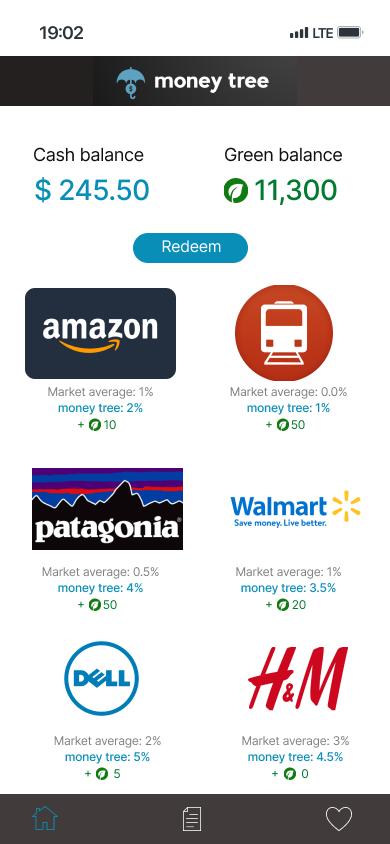 19:02
LTE
money tree
Cash balance
Green balance
$ 245.50
11,300
Redeem
amazon
Market average: 1%
money tree: 2%
+ 10
Market average: 0.0%
money tree: 1%
+ 50
patagonia®
Market average: 0.5%
money tree: 4%
+ 50
Walmart
Save money. Live better.
Market average: 1%
money tree: 3.5%
+ 20
DELL
Market average: 2%
money tree: 5%
+ 5
H&M
Market average: 3%
money tree: 4.5%
+ 0